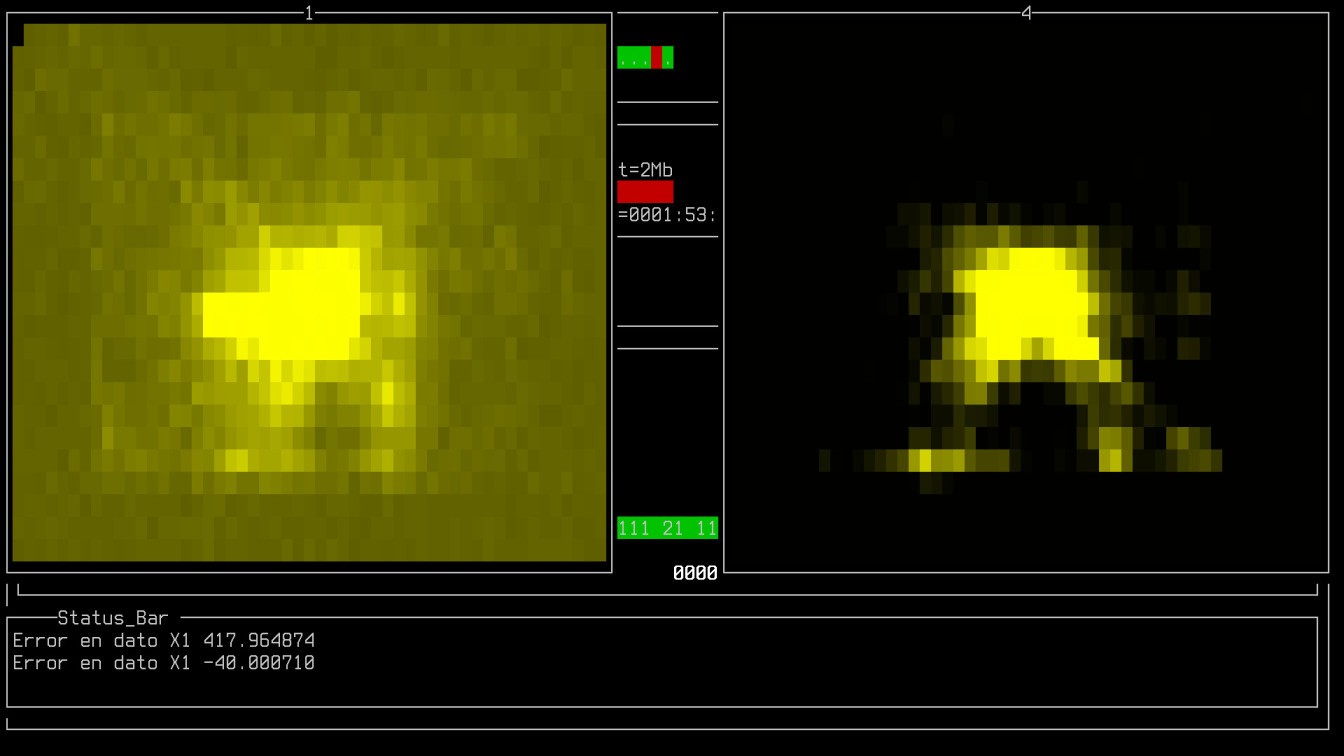 1
4
....
t=2Mb
=0001:53:
111 21 11
0000
Status_Bar
Error en dato X1 417.964874
Error en dato X1 -40.000710